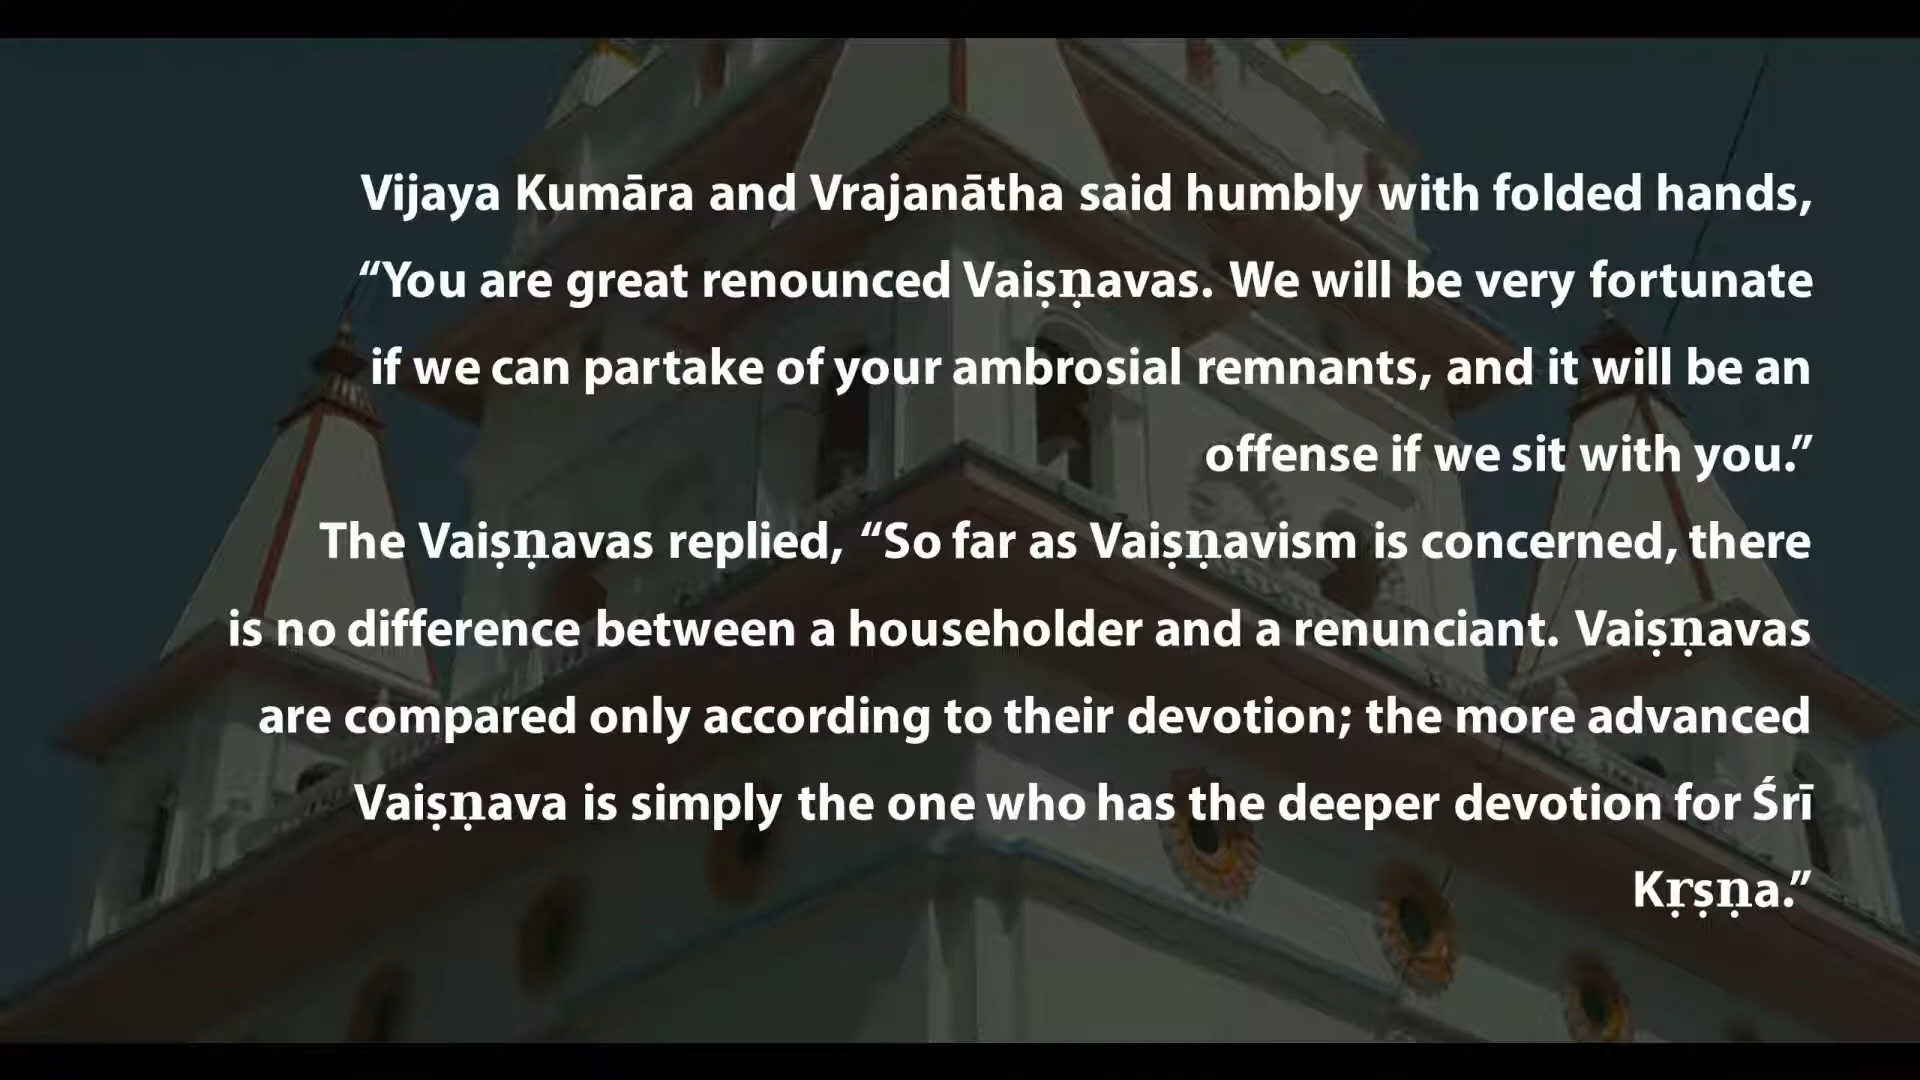 Vijaya Kumāra and Vrajanātha said humbly with folded hands,
“You are great renounced Vaiṣṇavas. We will be very fortunate
if we can partake of your ambrosial remnants, and it will be an
offense if we sit with you.”
The Vaiṣṇavas replied, “So far as Vaiṣṇavism is concerned, there
is no difference between a householder and a renunciant. Vaiṣṇavas
are compared only according to their devotion; the more advanced
Vaiṣṇava is simply the one who has the deeper devotion for Śrī
Kṛṣṇa.”